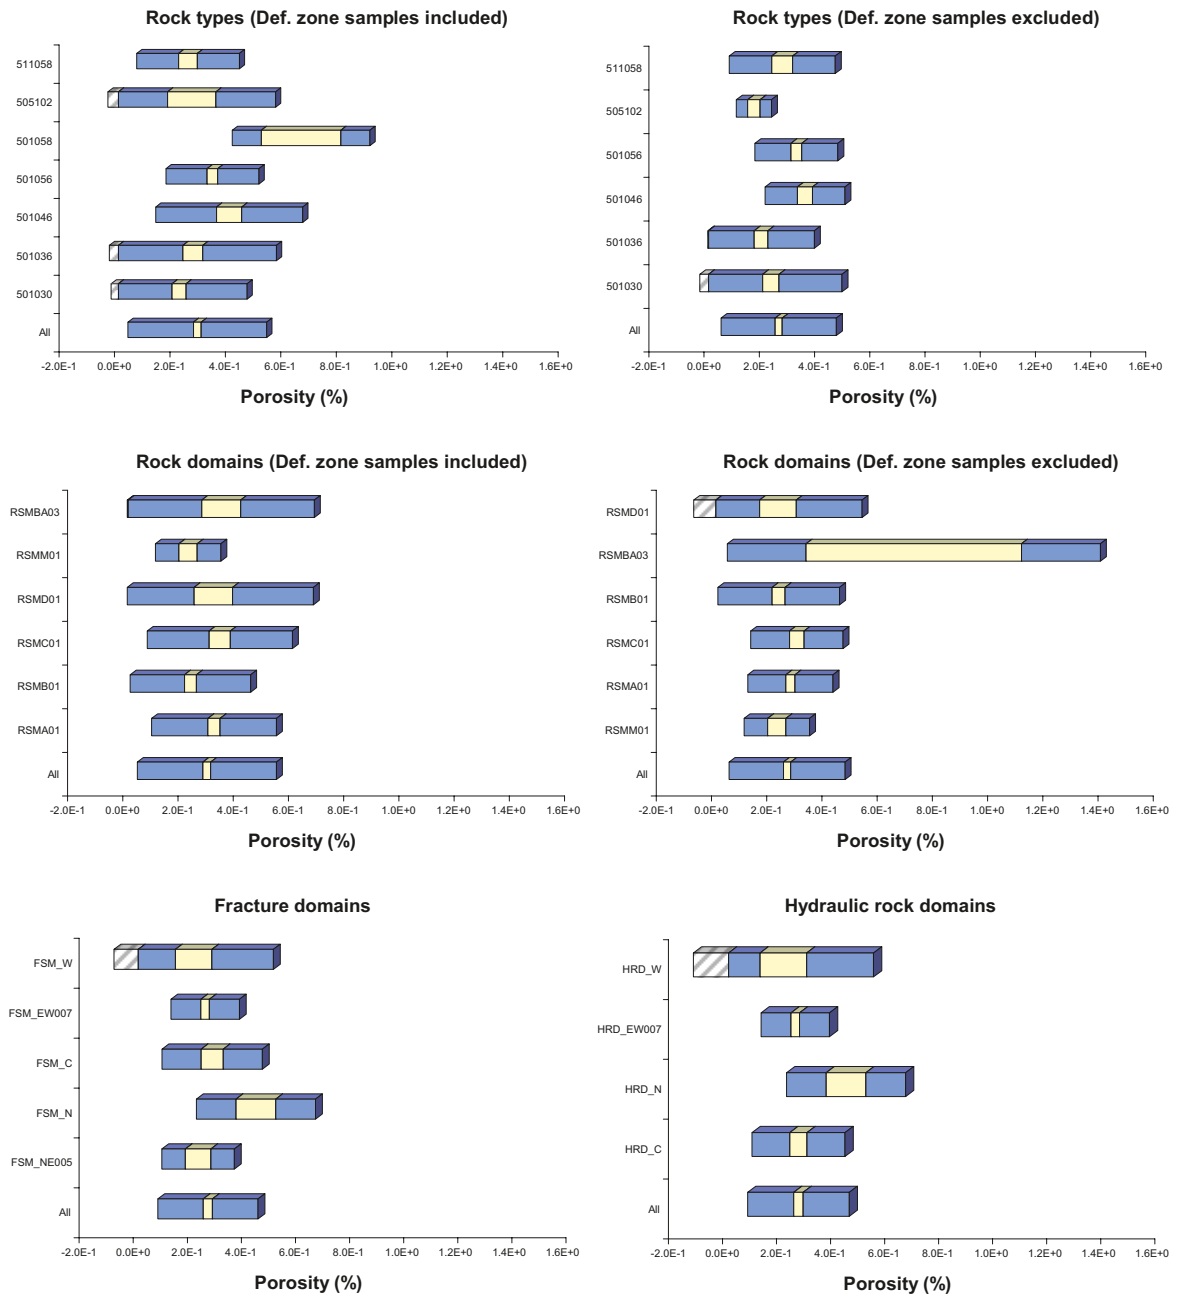 Rock types (Def. zone samples included)
511058
505102
501058
501056
501046
501036
501030
All
-2.0E-1 0.0E+0 2.0E-1 4.0E-1 6.0E-1 8.0E-1 1.0E+0 1.2E+0 1.4E+0 1.6E+0
Porosity (%)
Rock types (Def. zone samples excluded)
511058
505102
501056
501046
501036
501030
All
-2.0E-1 0.0E+0 2.0E-1 4.0E-1 6.0E-1 8.0E-1 1.0E+0 1.2E+0 1.4E+0 1.6E+0
Porosity (%)
Rock domains (Def. zone samples included)
RSMBA03
RSMM01
RSMD01
RSMC01
RSMB01
RSMA01
All
-2.0E-1 0.0E+0 2.0E-1 4.0E-1 6.0E-1 8.0E-1 1.0E+0 1.2E+0 1.4E+0 1.6E+0
Porosity (%)
Rock domains (Def. zone samples excluded)
RSMD01
RSMBA03
RSMB01
RSMC01
RSMA01
RSMM01
All
-2.0E-1 0.0E+0 2.0E-1 4.0E-1 6.0E-1 8.0E-1 1.0E+0 1.2E+0 1.4E+0 1.6E+0
Porosity (%)
Fracture domains
FSM_W
FSM_EW007
FSM_C
FSM_N
FSM_NE005
All
-2.0E-1 0.0E+0 2.0E-1 4.0E-1 6.0E-1 8.0E-1 1.0E+0 1.2E+0 1.4E+0 1.6E+0
Porosity (%)
Hydraulic rock domains
HRD_W
HRD_EW007
HRD_N
HRD_C
All
-2.0E-1 0.0E+0 2.0E-1 4.0E-1 6.0E-1 8.0E-1 1.0E+0 1.2E+0 1.4E+0 1.6E+0
Porosity (%)